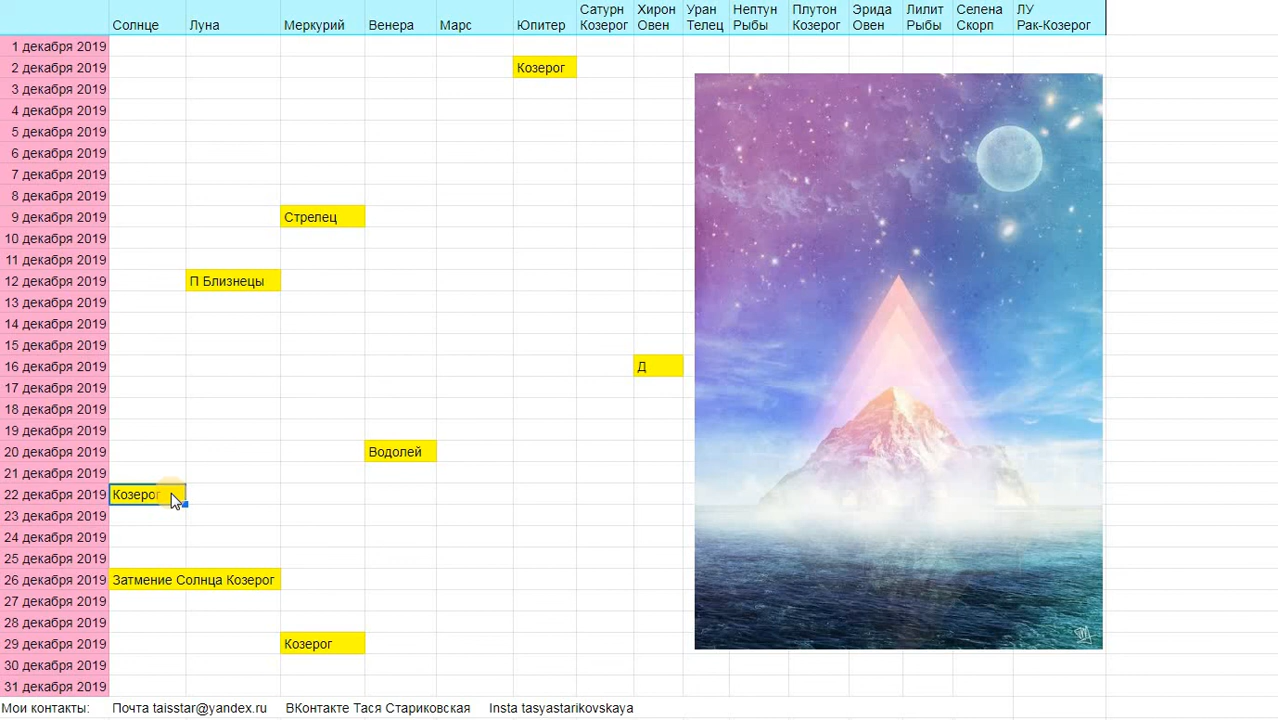 Солнце Луна Меркурий Венера Марс Юпитер Сатурн Козерог Хирон Овен Уран Телец Нептун Рыбы Плутон Козерог Эрида Овен Лилит Рыбы Селена Скорп ЛУ Рак-Козерог
1 декабря 2019
2 декабря 2019 Козерог
3 декабря 2019
4 декабря 2019
5 декабря 2019
6 декабря 2019
7 декабря 2019
8 декабря 2019
9 декабря 2019 Стрелец
10 декабря 2019
11 декабря 2019
12 декабря 2019 П Близнецы
13 декабря 2019
14 декабря 2019
15 декабря 2019
16 декабря 2019 Д
17 декабря 2019
18 декабря 2019
19 декабря 2019
20 декабря 2019 Водолей
21 декабря 2019
22 декабря 2019 Козерог
23 декабря 2019
24 декабря 2019
25 декабря 2019
26 декабря 2019 Затмение Солнца Козерог
27 декабря 2019
28 декабря 2019
29 декабря 2019 Козерог
30 декабря 2019
31 декабря 2019
Мои контакты: Почта taisstar@yandex.ru ВКонтакте Тася Стариковская Insta tasyastarikovskaya